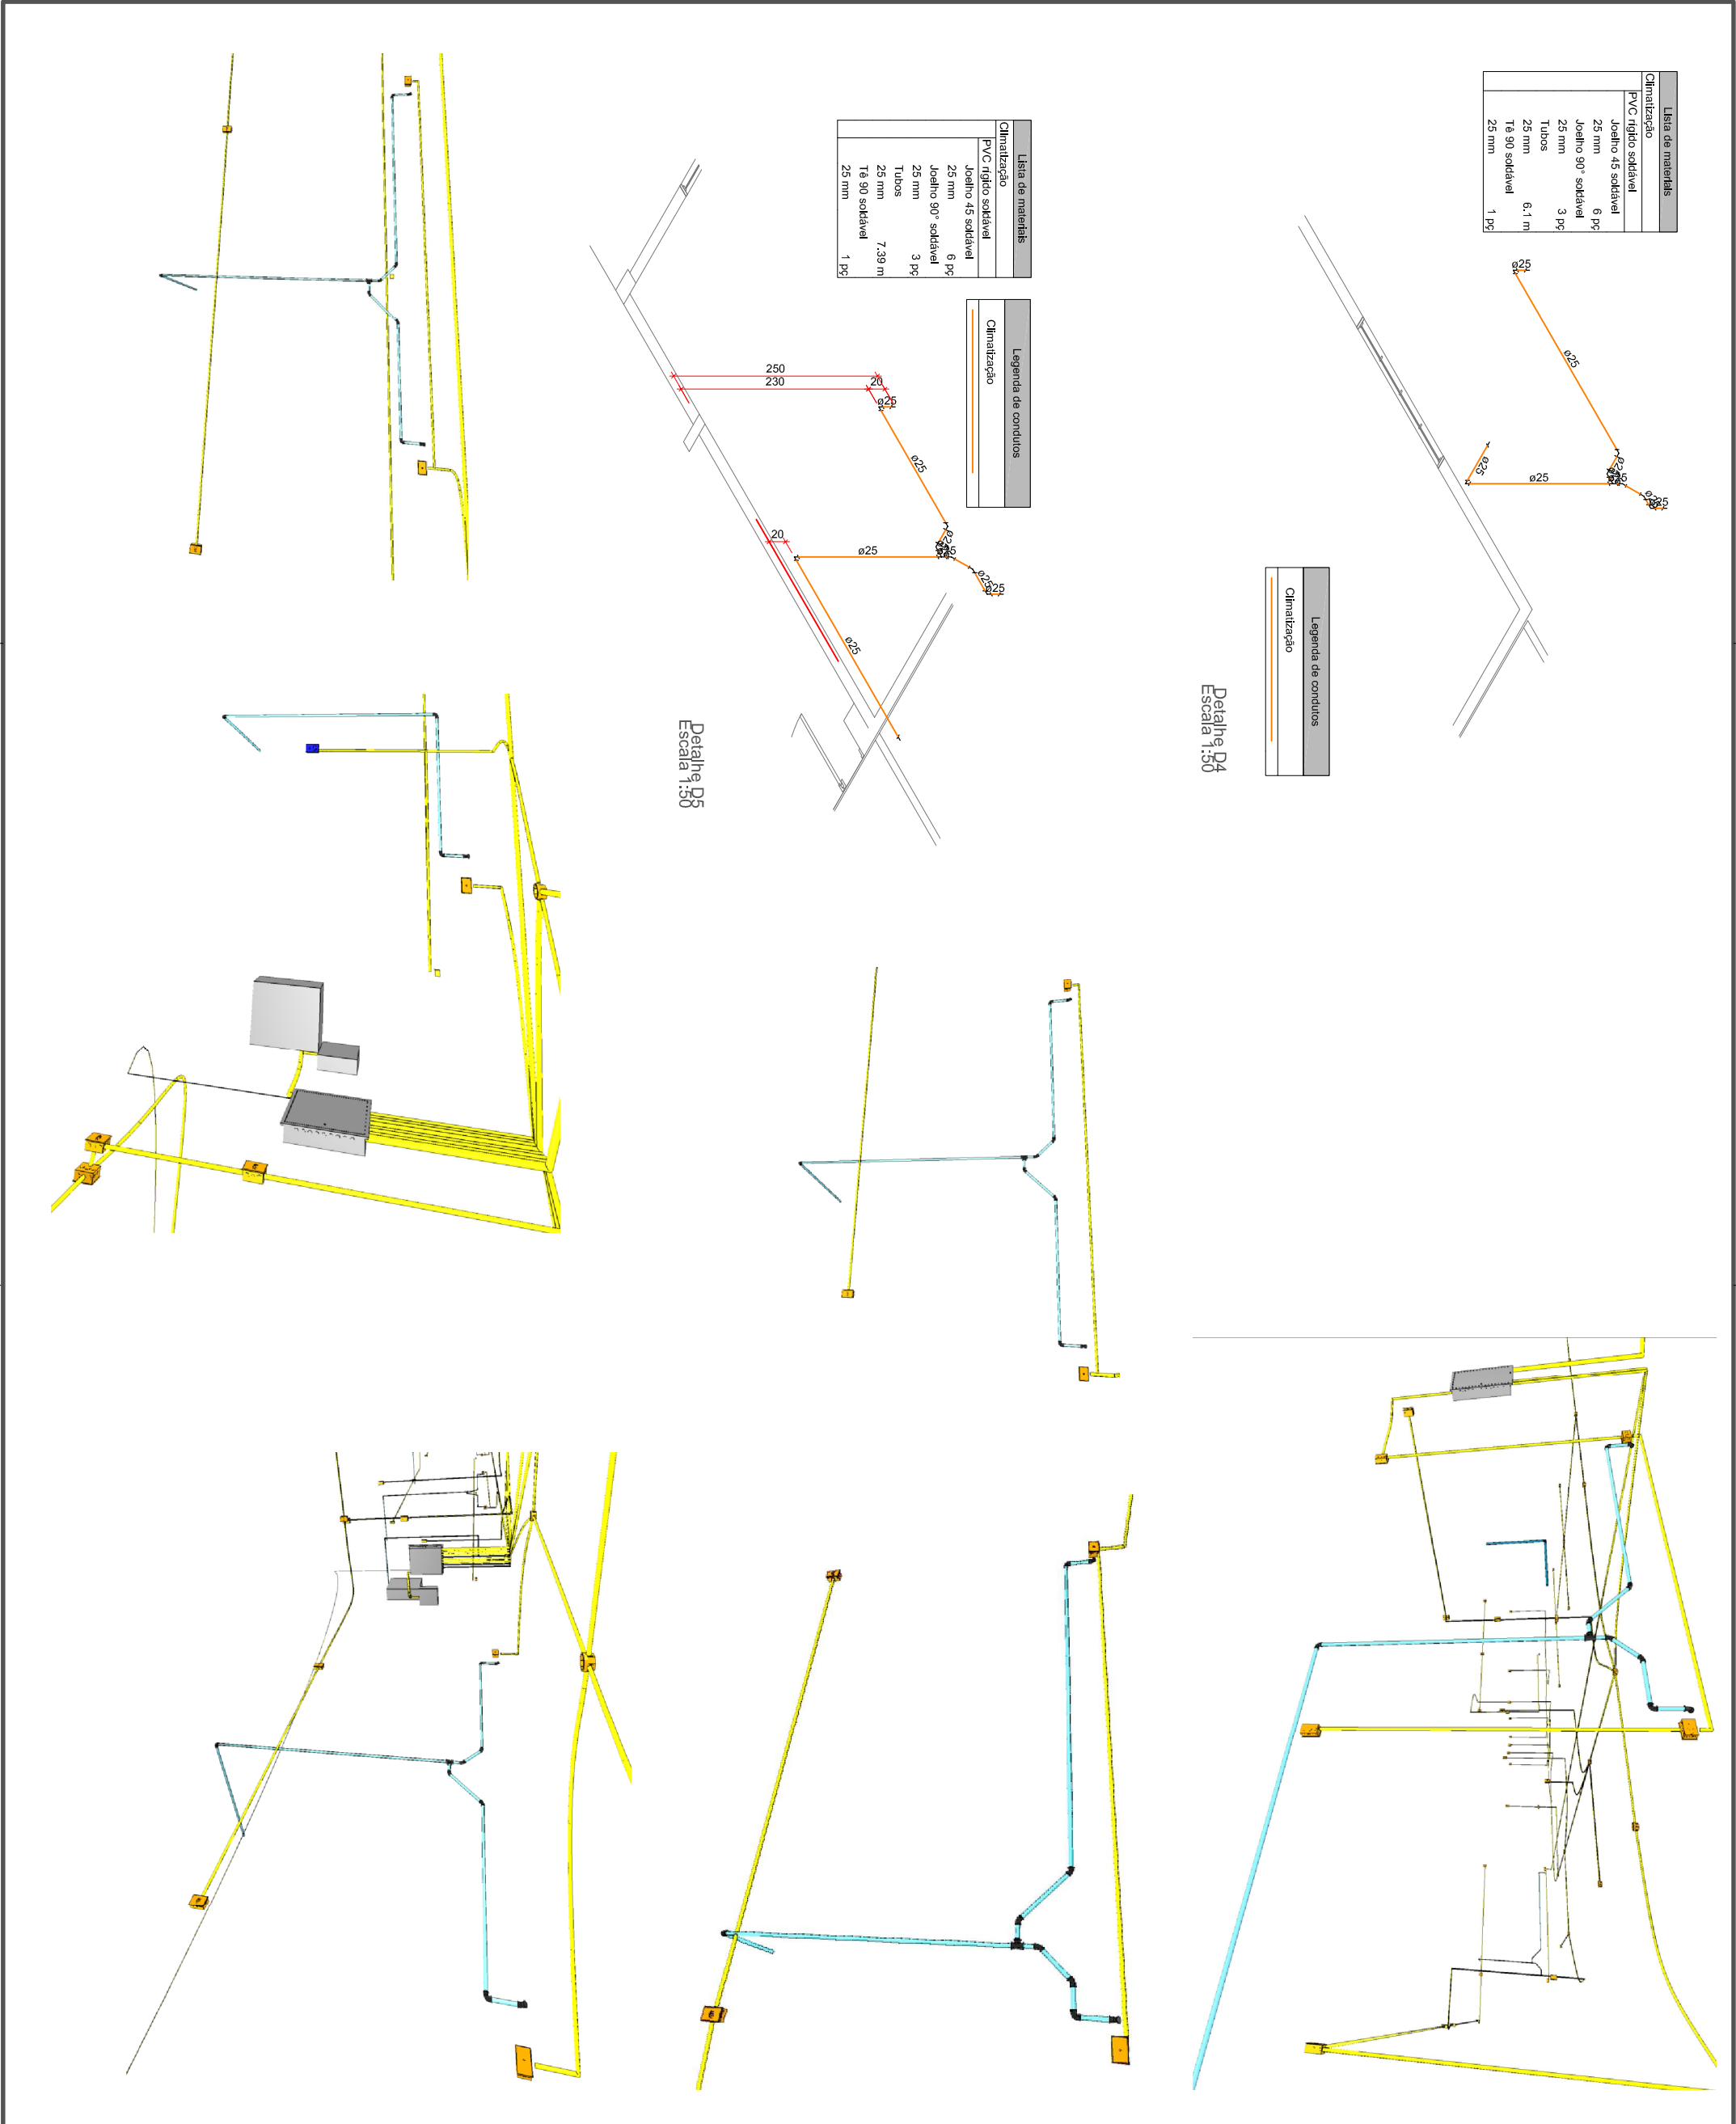 Lista de materiais
Climatização
PVC rígido soldável
Joelho 45 soldável
25 mm 6 pç
Joelho 90° soldável
25 mm 3 pç
Tubos
25 mm 6.1 m
Tê 90 soldável
25 mm 1 pç
ø25
ø25
ø25
ø25
Legenda de condutos
Climatização
Detalhe D4
Escala 1:50
Lista de materiais
Climatização
PVC rígido soldável
Joelho 45 soldável
25 mm 6 pç
Joelho 90° soldável
25 mm 3 pç
Tubos
25 mm 7.39 m
Tê 90 soldável
25 mm 1 pç
Legenda de condutos
Climatização
250
230
20
ø25
ø25
20
ø25
ø25
ø25
ø25
Detalhe D5
Escala 1:50